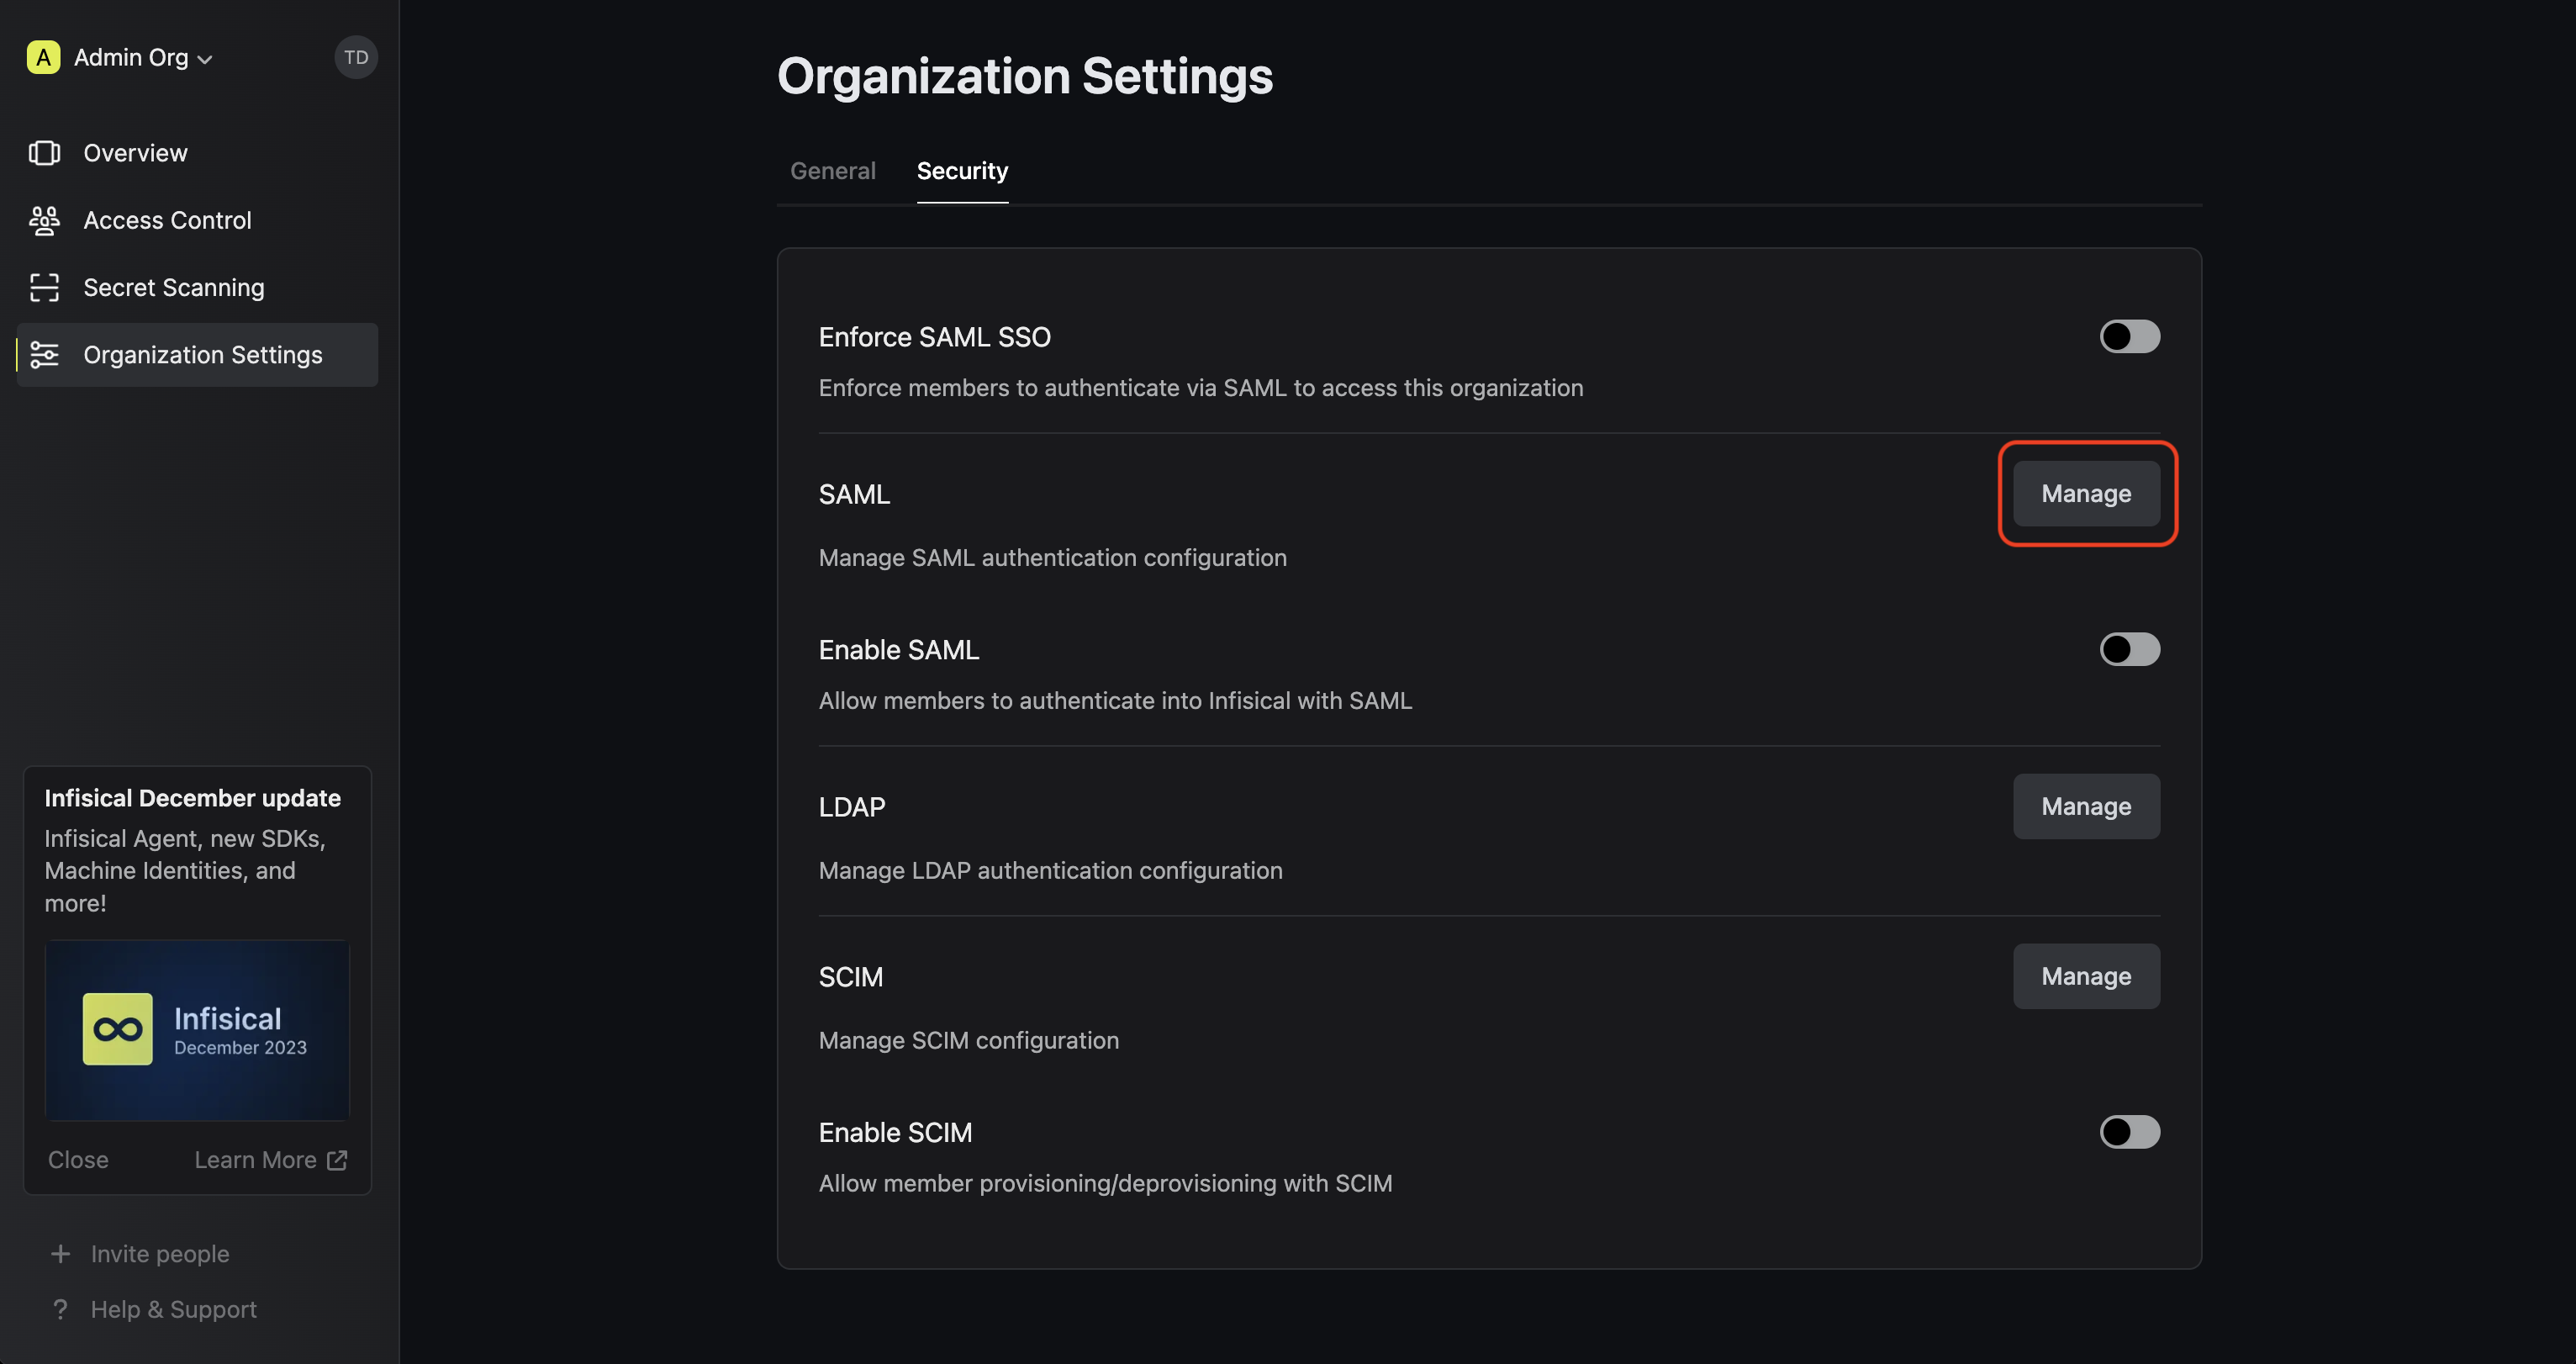 A Admin Org
TD
Overview
Access Control
Secret Scanning
Organization Settings
Infisical December update
Infisical Agent, new SDKs,
Machine Identities, and
more!
Infisical
December 2023
Close
Learn More
+ Invite people
? Help & Support
Organization Settings
General
Security
Enforce SAML SSO
Enforce members to authenticate via SAML to access this organization
SAML
Manage
Manage SAML authentication configuration
Enable SAML
Allow members to authenticate into Infisical with SAML
LDAP
Manage
Manage LDAP authentication configuration
SCIM
Manage
Manage SCIM configuration
Enable SCIM
Allow member provisioning/deprovisioning with SCIM